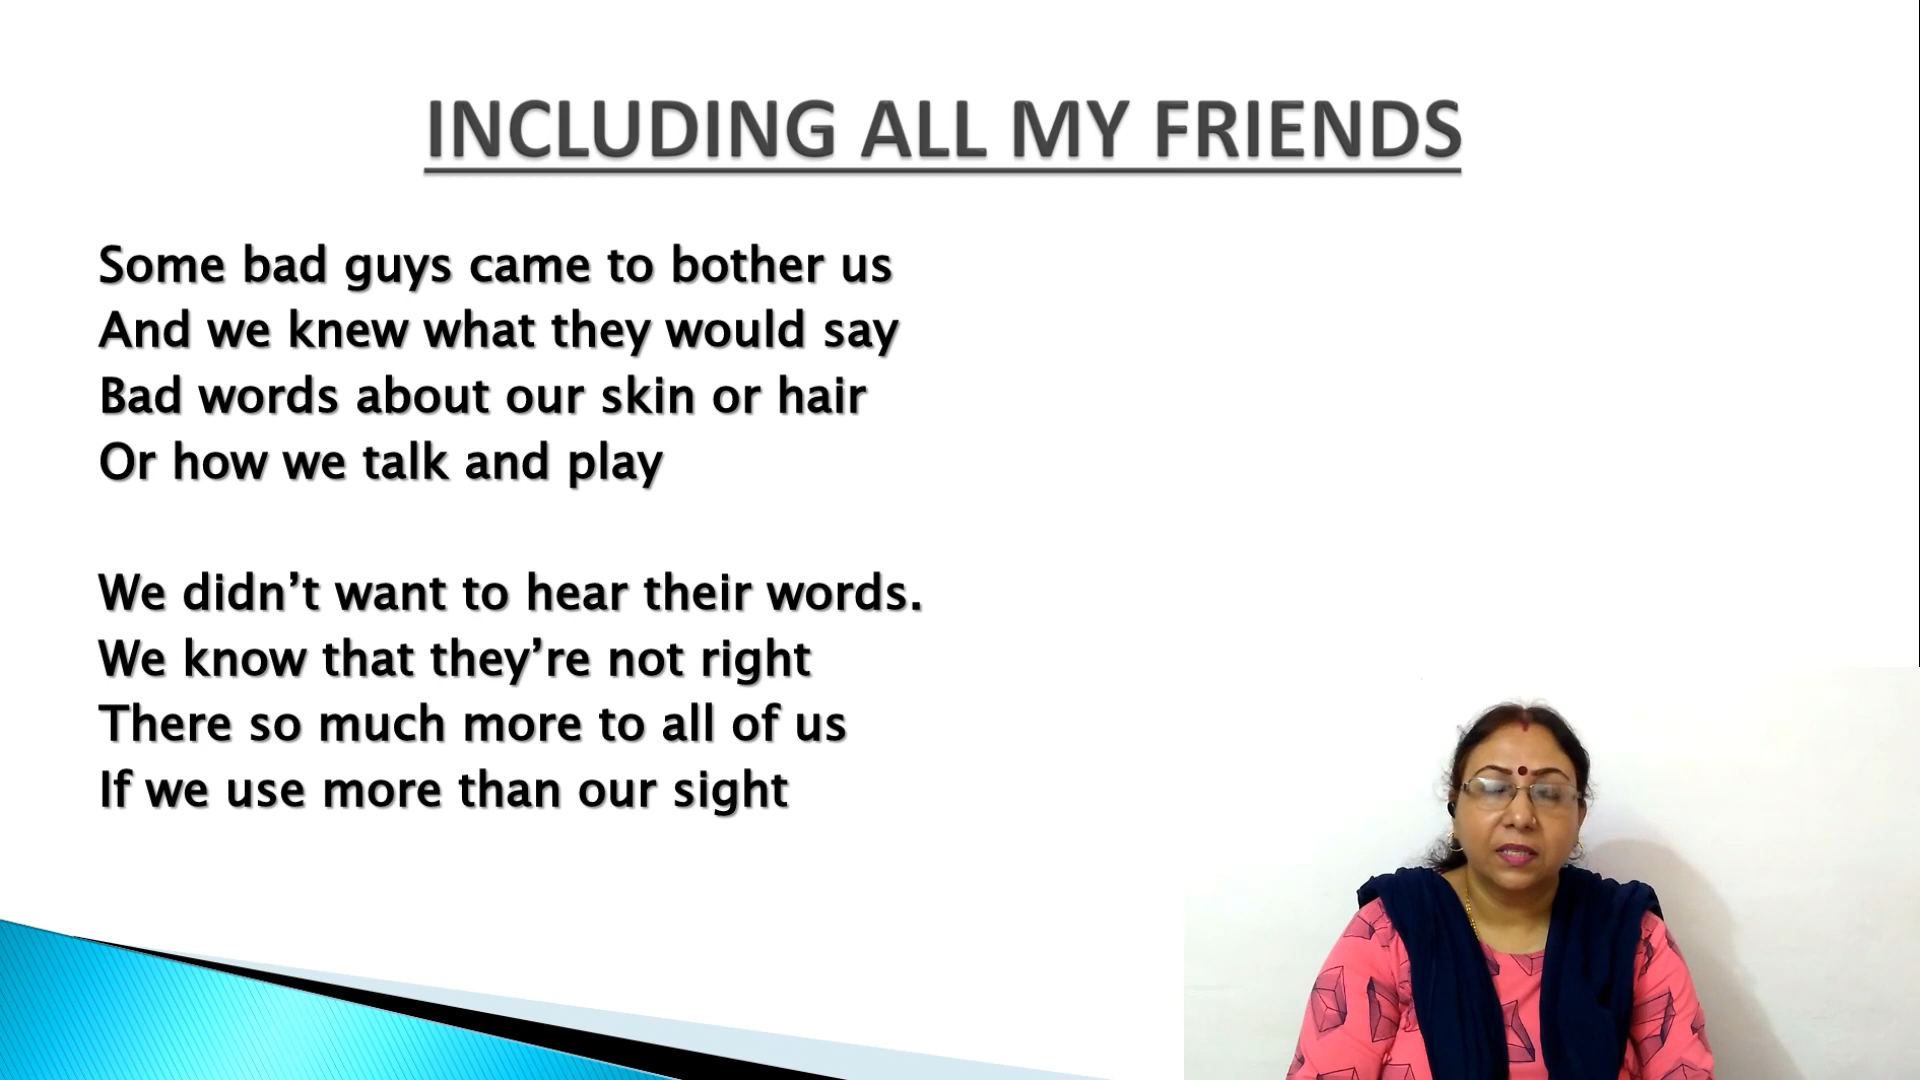 INCLUDING ALL MY FRIENDS
Some bad guys came to bother us
And we knew what they would say
Bad words about our skin or hair
Or how we talk and play
We didn’t want to hear their words.
We know that they’re not right
There so much more to all of us
If we use more than our sight